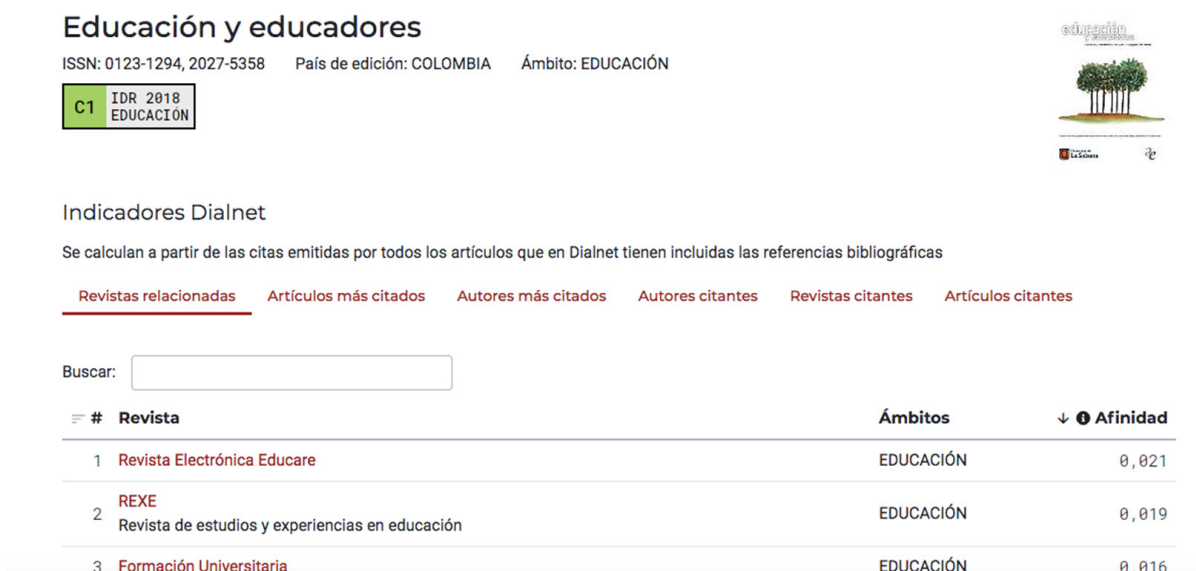 Educación y educadores
ISSN: 0123-1294, 2027-5358 País de edición: COLOMBIA Ámbito: EDUCACIÓN
C1 IDR 2018
EDUCACIÓN
educación
y educadores
La Sabana
Indicadores Dialnet
Se calculan a partir de las citas emitidas por todos los artículos que en Dialnet tienen incluidas las referencias bibliográficas
Revistas relacionadas Artículos más citados Autores más citados Autores citantes Revistas citantes Artículos citantes
Buscar:
# Revista Ámbitos Afinidad
1 Revista Electrónica Educare EDUCACIÓN 0,021
REXE
2 Revista de estudios y experiencias en educación EDUCACIÓN 0,019
3 Formación Universitaria EDUCACIÓN 0,016